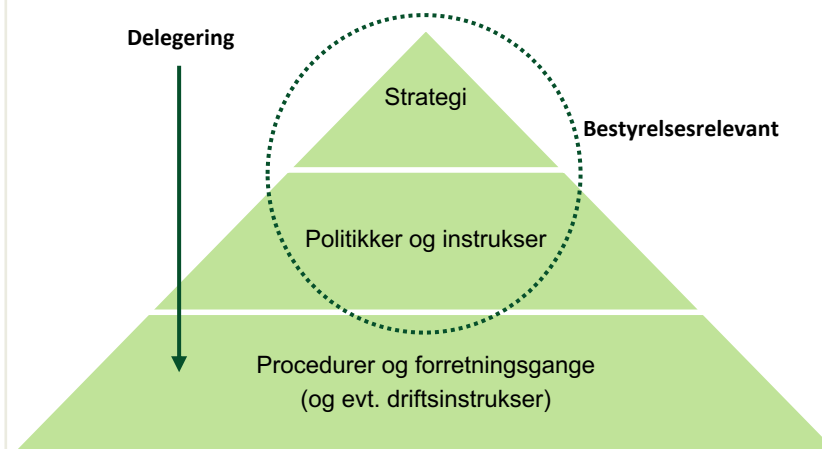 Delegering
Strategi
Bestyrelsesrelevant
Politikker og instrukser
Procedurer og forretningsgange
(og evt. driftsinstrukser)